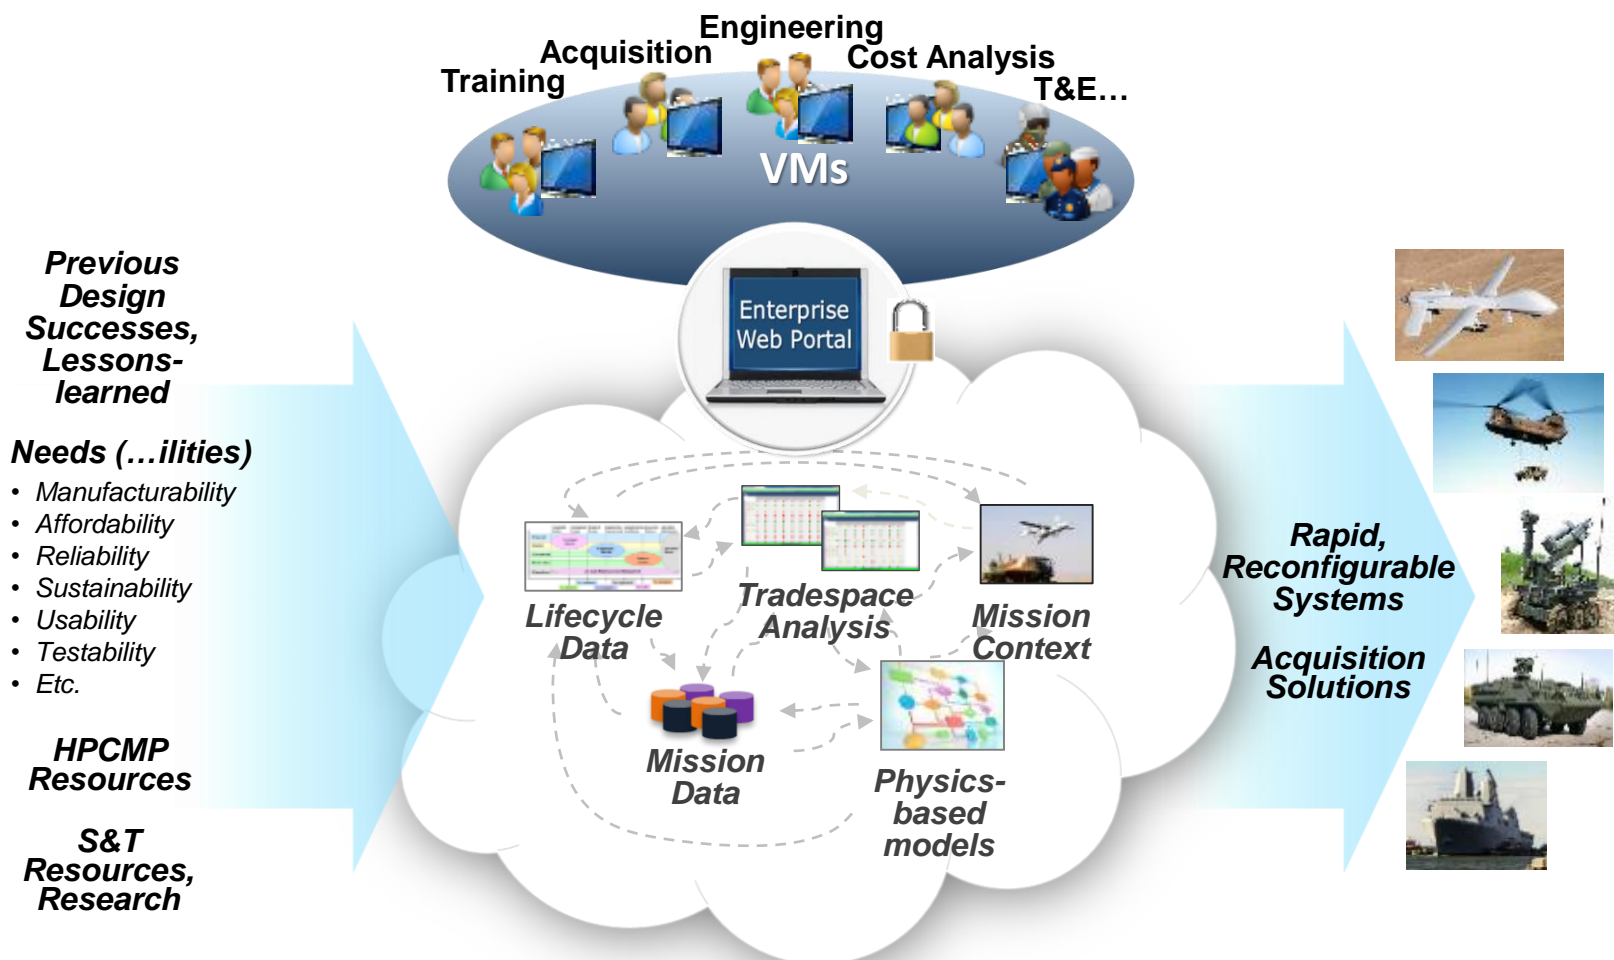 Engineering
Acquisition
Cost Analysis
Training
T&E…
VMs
Enterprise
Web Portal
Previous
Design
Successes,
Lessons-
learned
Needs (…ilities)
• Manufacturability
• Affordability
• Reliability
• Sustainability
• Usability
• Testability
• Etc.
HPCMP
Resources
S&T
Resources,
Research
Lifecycle
Data
Tradespace
Analysis
Mission
Context
Mission
Data
Physics-
based
models
Rapid,
Reconfigurable
Systems
Acquisition
Solutions